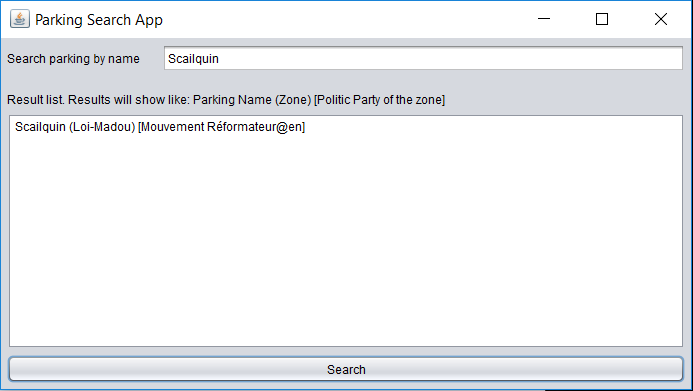 Parking Search App
Search parking by name Scailquin
Result list. Results will show like: Parking Name (Zone) [Politic Party of the zone]
Scailquin (Loi-Madou) [Mouvement Réformateur@en]
Search